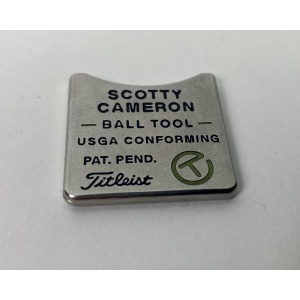 SCOTTY
CAMERON
— BALL TOOL —
USGA CONFORMING
PAT. PEND.
Titleist